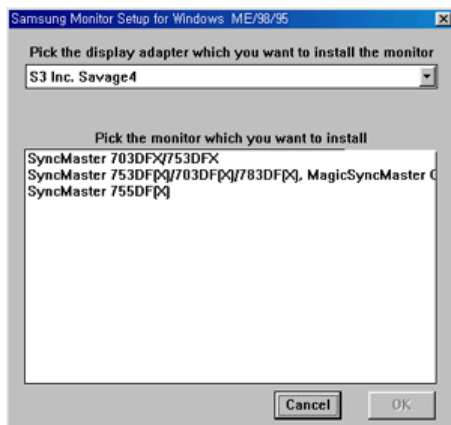 Samsung Monitor Setup for Windows ME/98/95
Pick the display adapter which you want to install the monitor
S3 Inc. Savage4
Pick the monitor which you want to install
SyncMaster 703DFX/753DFX
SyncMaster 753DF[X]/703DF[X]/783DF[X], MagicSyncMaster C
SyncMaster 755DF[X]
Cancel
OK